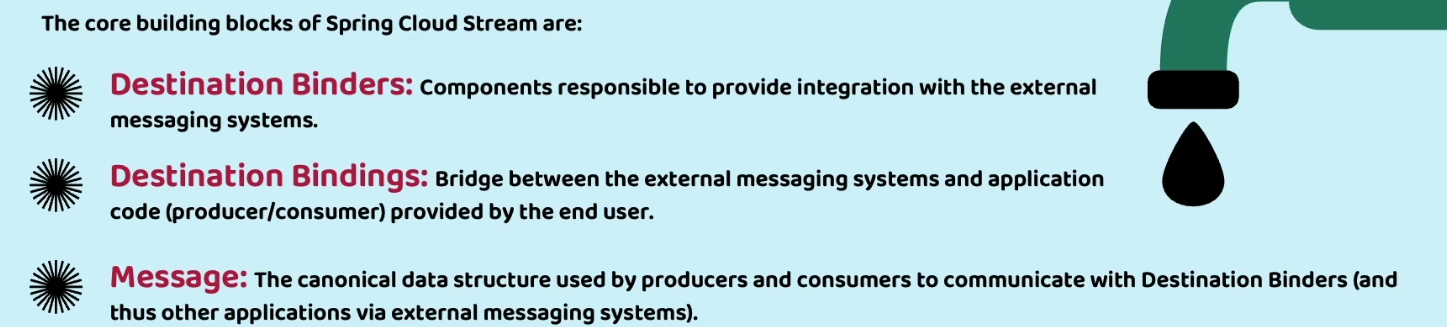 The core building blocks of Spring Cloud Stream are:
Destination Binders: Components responsible to provide integration with the external
messaging systems.
Destination Bindings: Bridge between the external messaging systems and application
code (producer/consumer) provided by the end user.
Message: The canonical data structure used by producers and consumers to communicate with Destination Binders (and
thus other applications via external messaging systems).